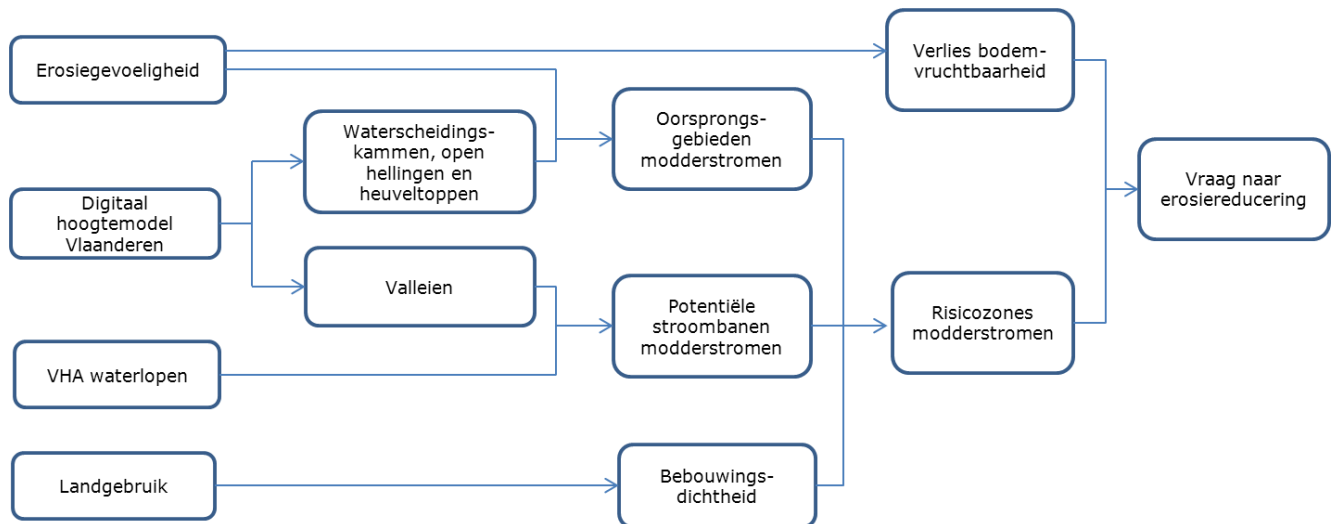 Erosiegevoeligheid
Digitaal
hoogtemodel
Vlaanderen
VHA waterlopen
Landgebruik
Waterscheidings-
kammen, open
hellingen en
heuveltoppen
Valleien
Oorsprongs-
gebieden
modderstromen
Potentiële
stroombanen
modderstromen
Bebouwings-
dichtheid
Verlies bodem-
vruchtbaarheid
Risicozones
modderstromen
Vraag naar
erosiereducering